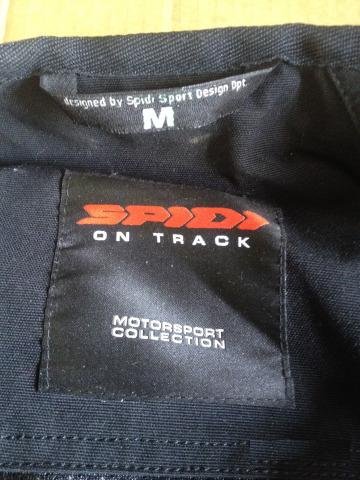 designed by Spidi Sport Design Dpt.
M
SPIDI
ON TRACK
MOTORSPORT
COLLECTION